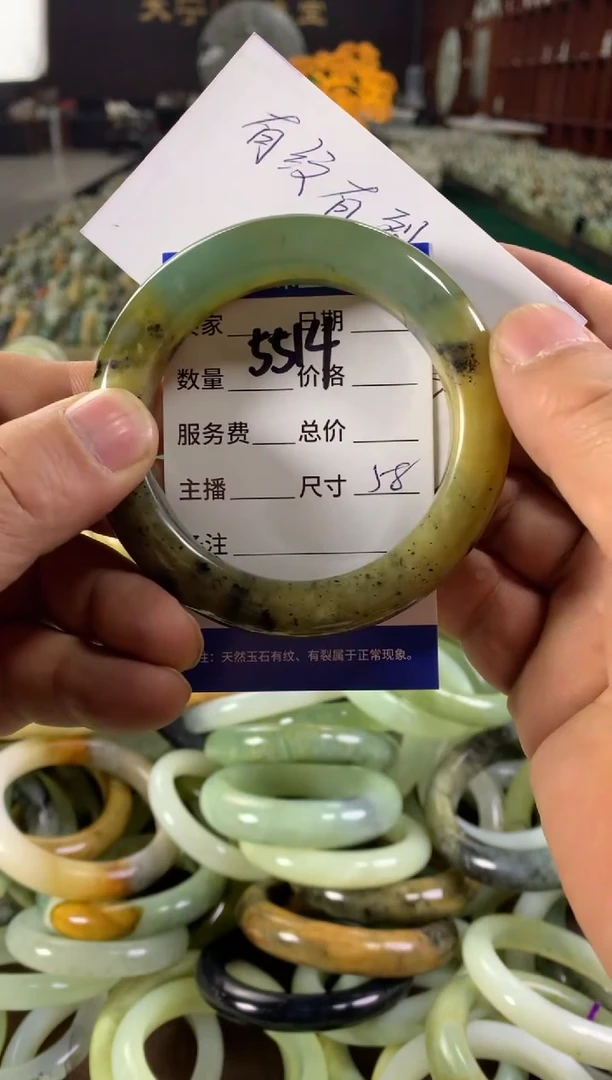 有纹有裂
家 日期
5514
数量 价格
服务费 总价
主播 尺寸 58
注
注：天然玉石有纹、有裂属于正常现象。